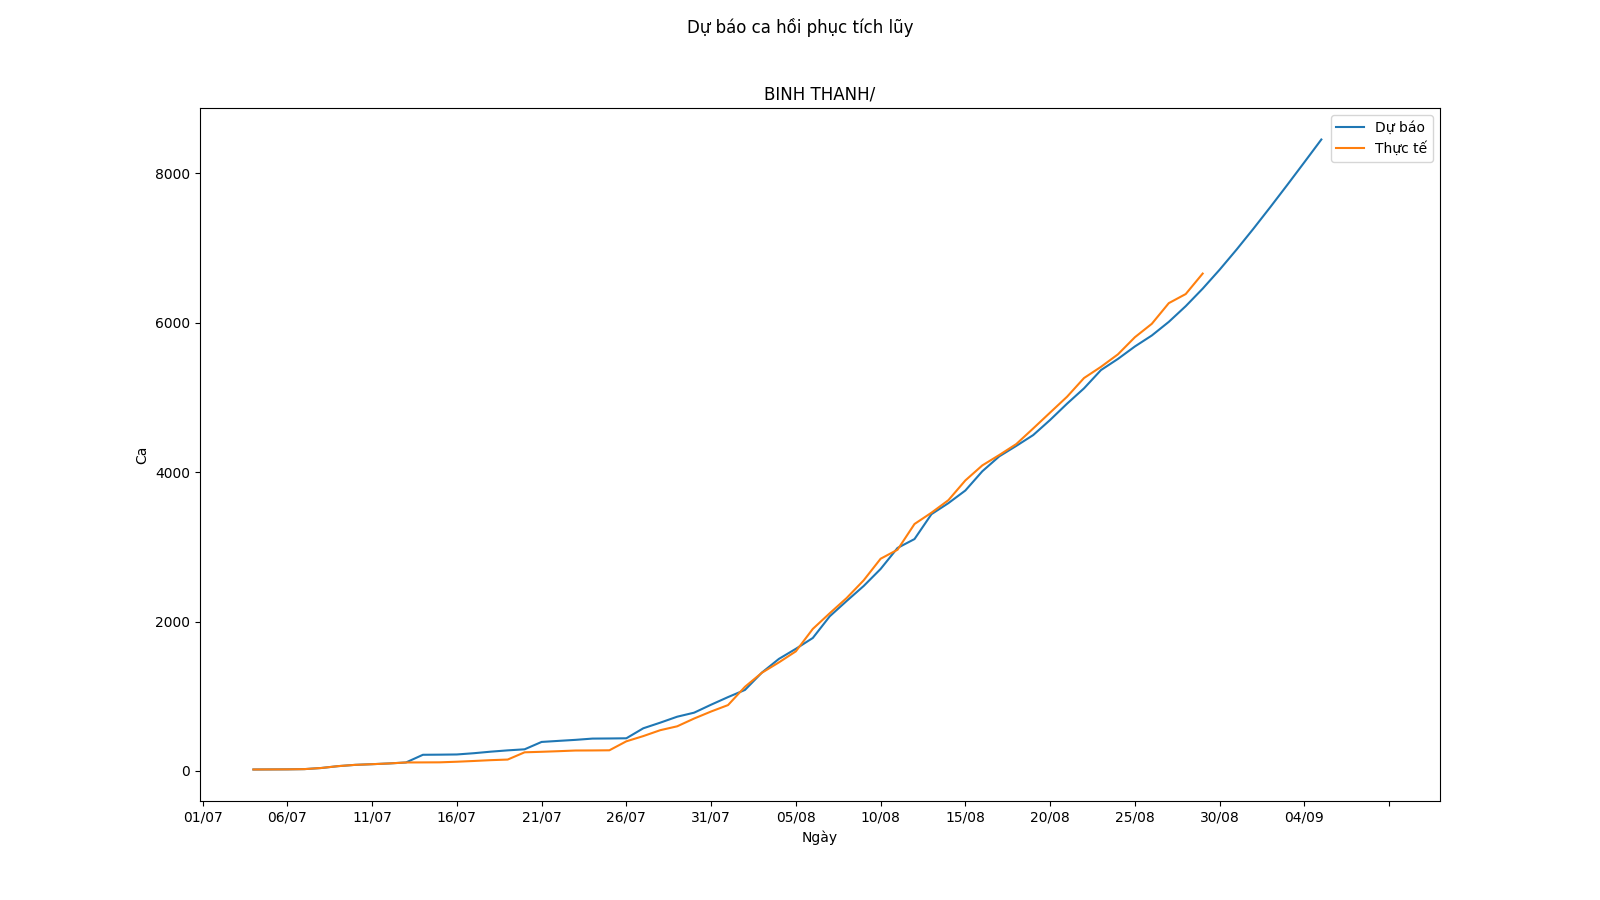 Dự báo ca hồi phục tích lũy
BINH THANH/
Dự báo
Thực tế
8000
6000
4000
2000
0
Ca
01/07 06/07 11/07 16/07 21/07 26/07 31/07 05/08 10/08 15/08 20/08 25/08 30/08 04/09
Ngày